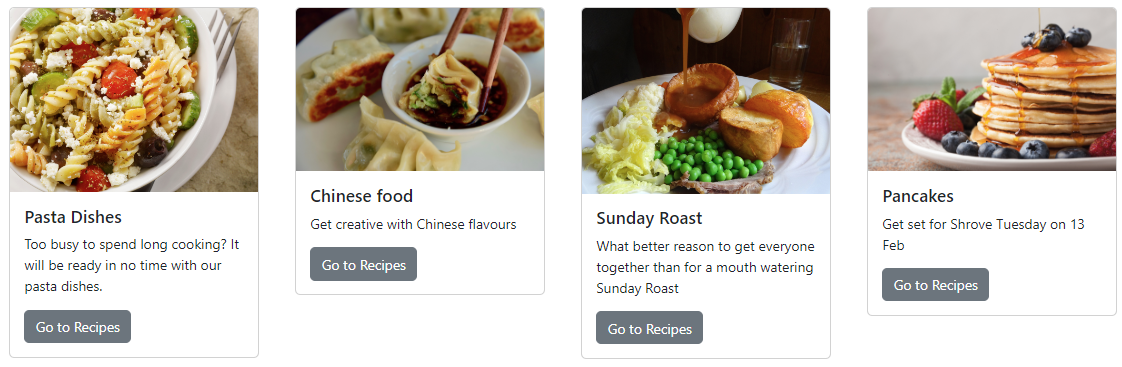 Pasta Dishes
Too busy to spend long cooking? It
will be ready in no time with our
pasta dishes.
Go to Recipes
Chinese food
Get creative with Chinese flavours
Go to Recipes
Sunday Roast
What better reason to get everyone
together than for a mouth watering
Sunday Roast
Go to Recipes
Pancakes
Get set for Shrove Tuesday on 13
Feb
Go to Recipes